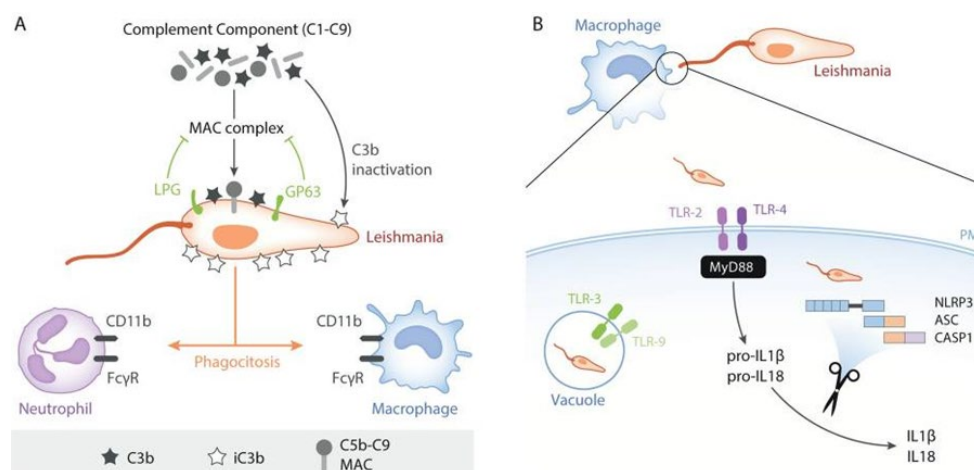 A
Complement Component (C1-C9)
MAC complex
C3b
inactivation
LPG
GP63
Leishmania
CD11b
FcγR
Neutrophil
Phagocitosis
CD11b
FcγR
Macrophage
C3b
iC3b
C5b-C9
MAC
B
Macrophage
Leishmania
TLR-2
TLR-4
PM
MyD88
TLR-3
TLR-9
Vacuole
NLRP3
ASC
CASP1
pro-IL1β
pro-IL18
IL1β
IL18